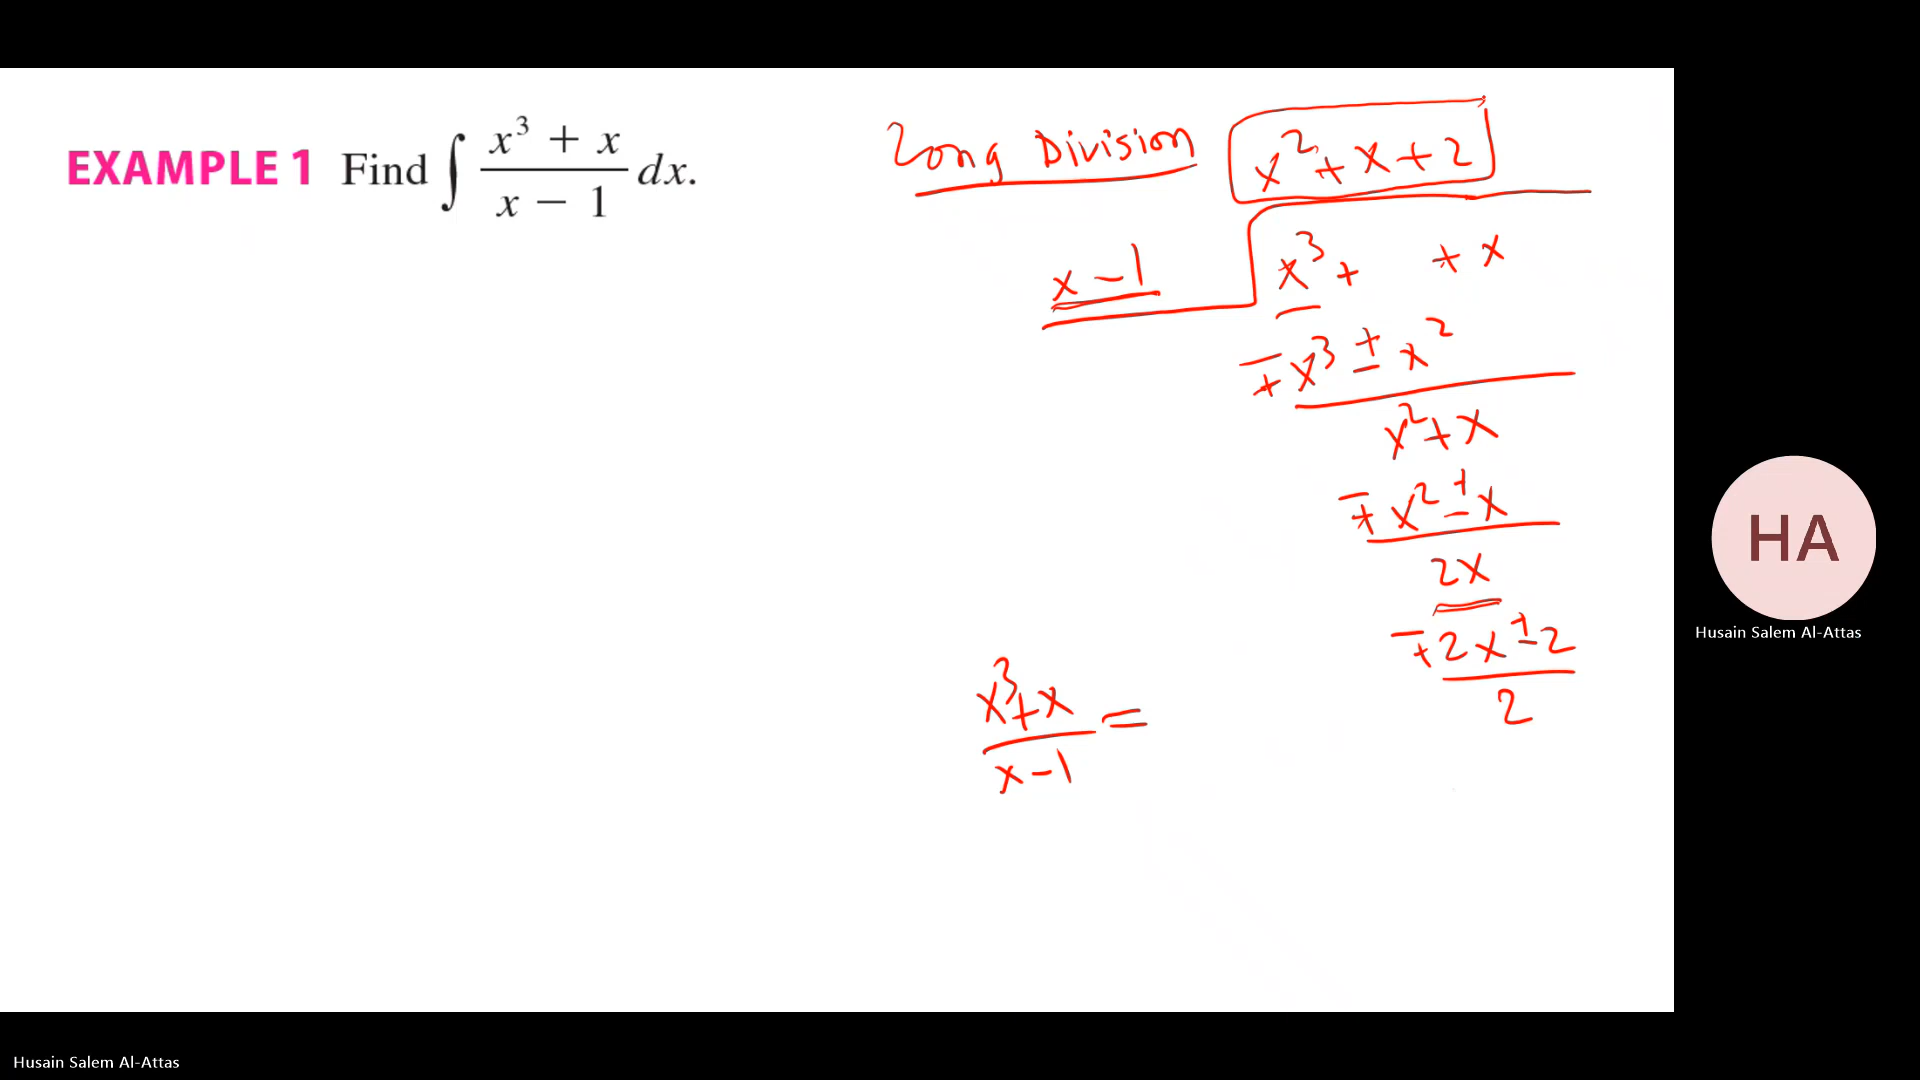 EXAMPLE 1 Find ∫ (x³ + x)/(x − 1) dx.
Long Division
x² + x + 2
x − 1
x³ + + x
∓ x³ ± x²
x² + x
∓ x² ± x
2x
∓ 2x ± 2
2
(x³ + x)/(x − 1) =
HA
Husain Salem Al-Attas
Husain Salem Al-Attas